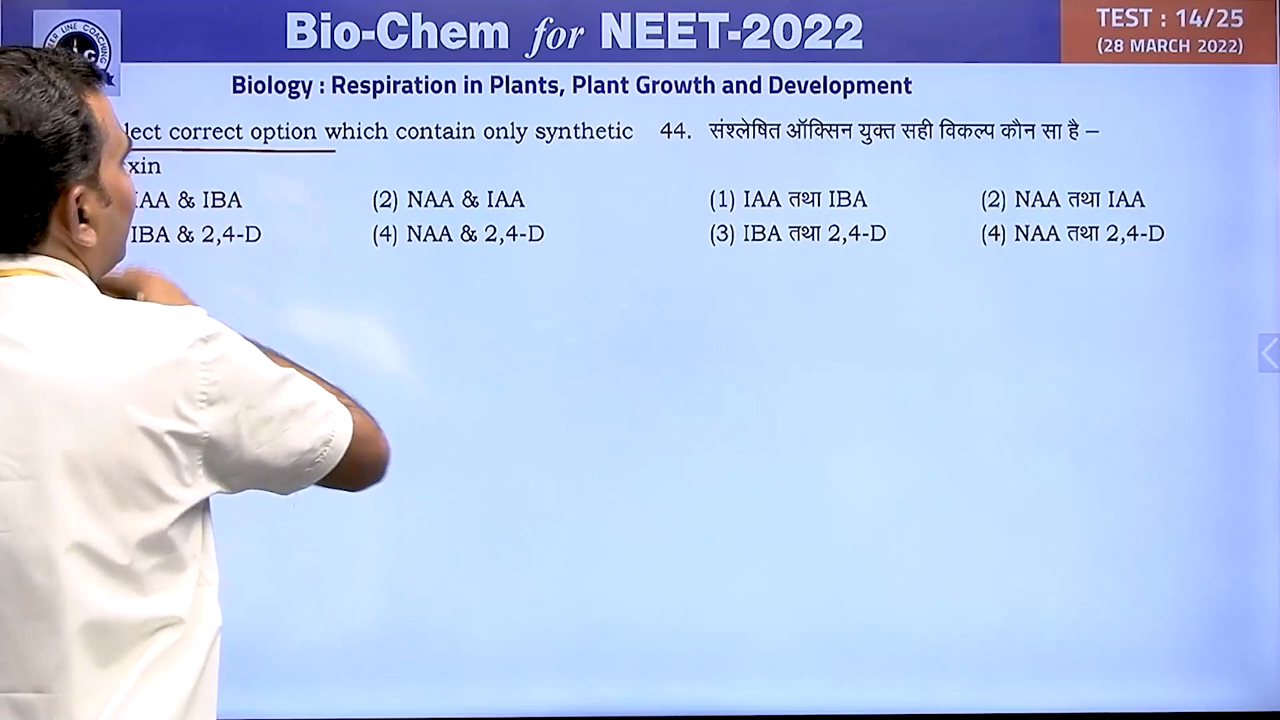 Bio-Chem for NEET-2022
TEST : 14/25
(28 MARCH 2022)
Biology : Respiration in Plants, Plant Growth and Development
correct option which contain only synthetic
IAA & IBA
(2) NAA & IAA
IBA & 2,4-D
(4) NAA & 2,4-D
44. संश्लेषित ऑक्सिन युक्त सही विकल्प कौन सा है –
(1) IAA तथा IBA
(2) NAA तथा IAA
(3) IBA तथा 2,4-D
(4) NAA तथा 2,4-D